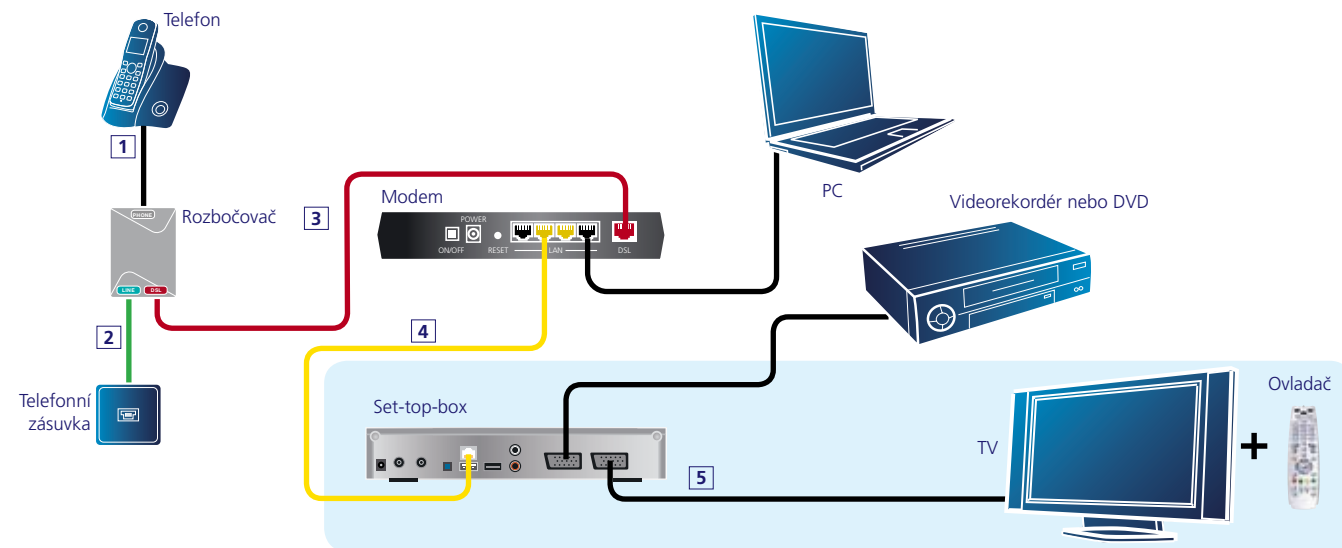 Telefon
1
PHONE
Rozbočovač
3
LINE
DSL
2
Telefonní
zásuvka
Modem
POWER
ON/OFF
RESET
LAN
DSL
PC
Videorekordér nebo DVD
4
Set-top-box
5
TV
+
Ovladač